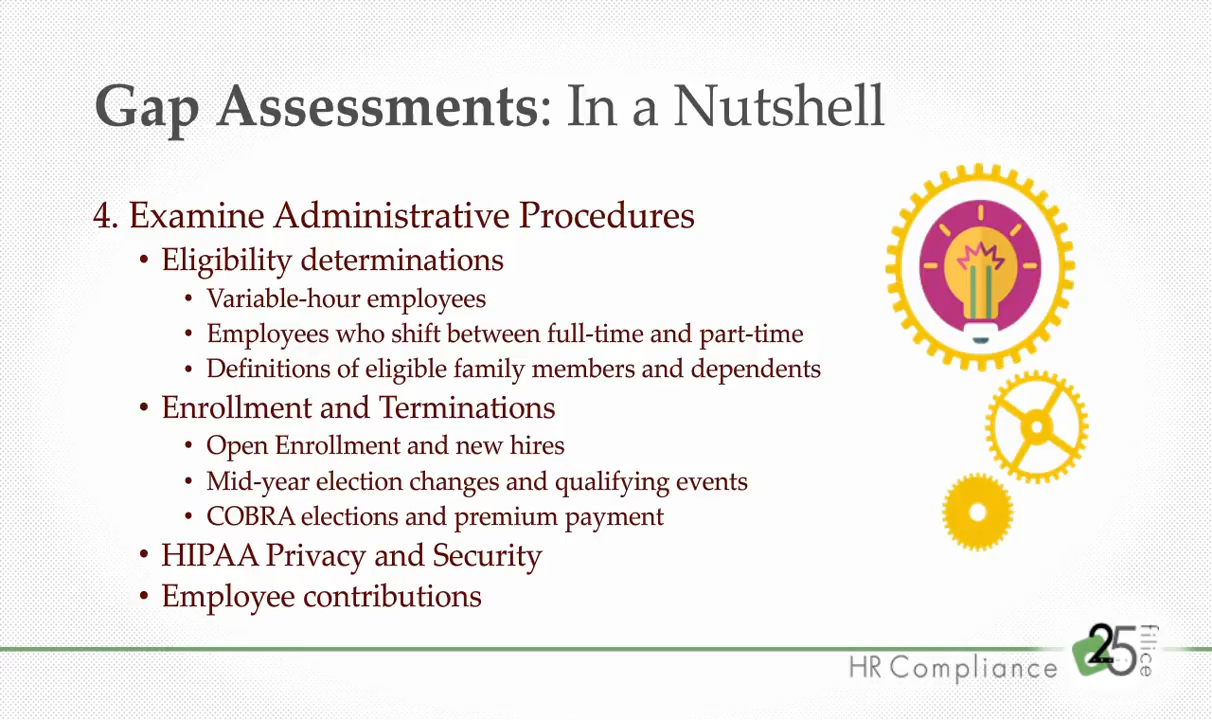 Gap Assessments: In a Nutshell
4. Examine Administrative Procedures
• Eligibility determinations
• Variable-hour employees
• Employees who shift between full-time and part-time
• Definitions of eligible family members and dependents
• Enrollment and Terminations
• Open Enrollment and new hires
• Mid-year election changes and qualifying events
• COBRA elections and premium payment
• HIPAA Privacy and Security
• Employee contributions
HR Compliance
25
filice